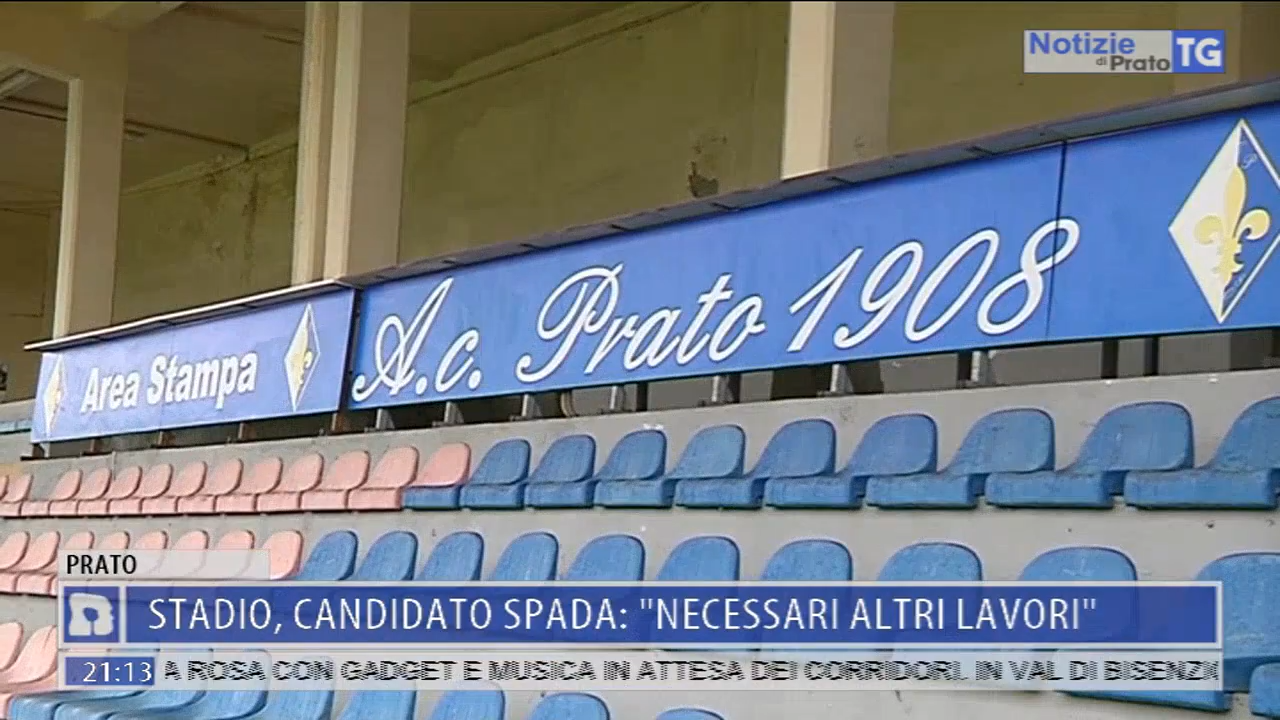 Notizie
di Prato TG
Area Stampa
A.c. Prato 1908
PRATO
STADIO, CANDIDATO SPADA: "NECESSARI ALTRI LAVORI"
21:13 A ROSA CON GADGET E MUSICA IN ATTESA DEI CORRIDORI. IN VAL DI BISENZIO